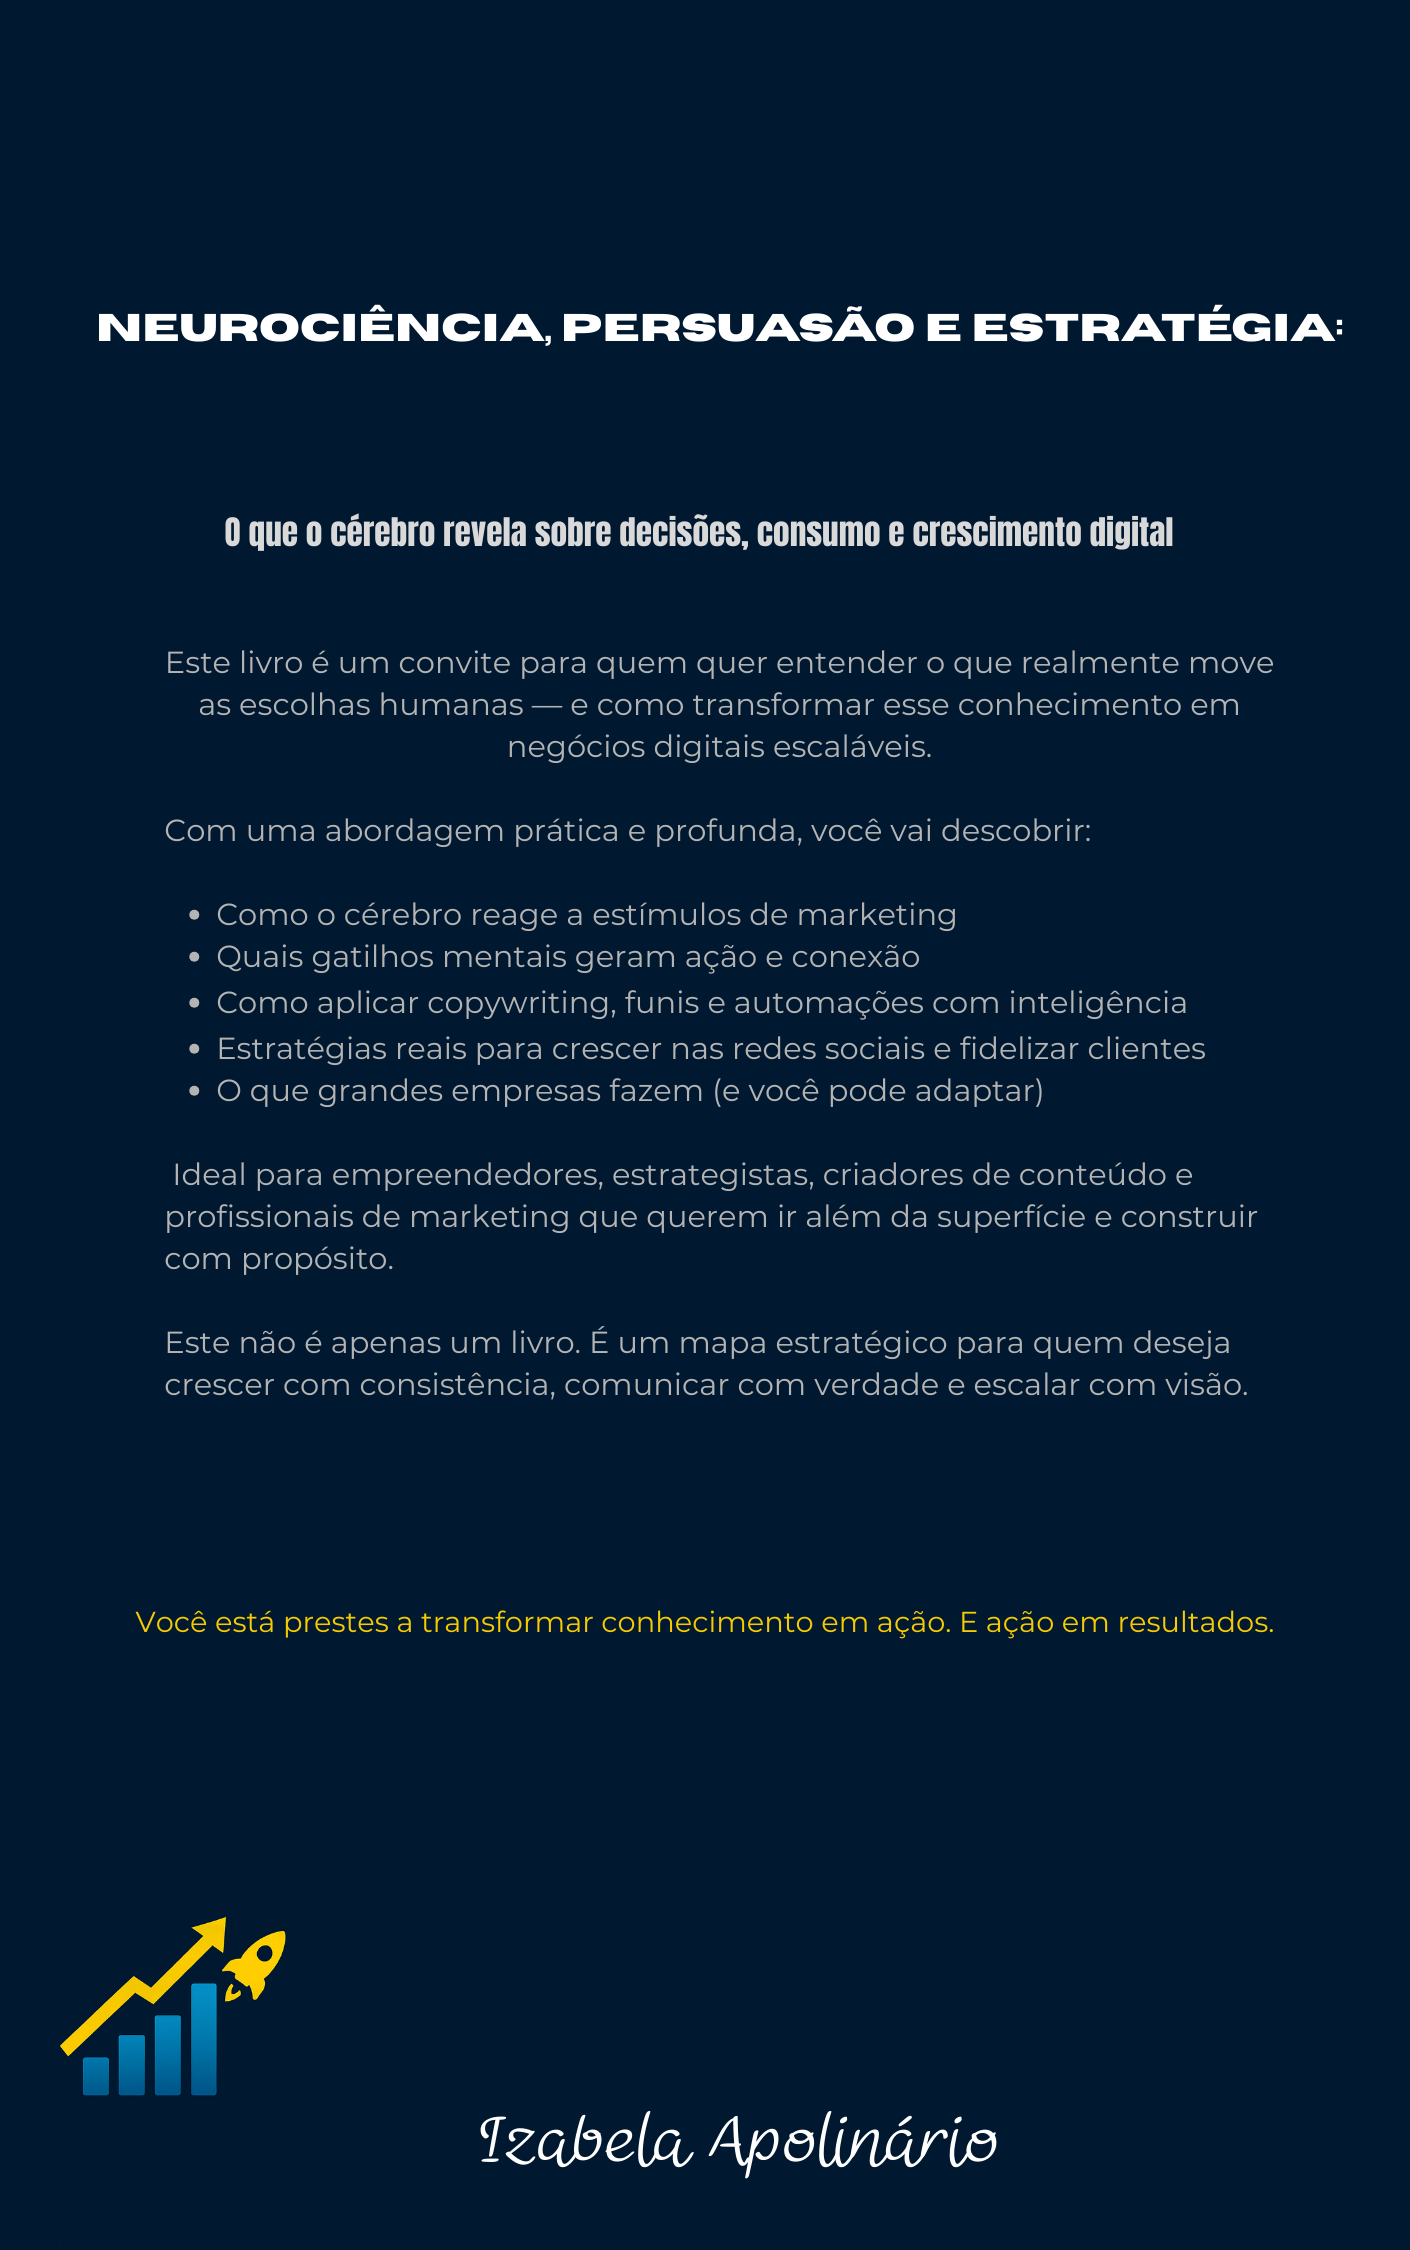 NEUROCIÊNCIA, PERSUASÃO E ESTRATÉGIA:
O que o cérebro revela sobre decisões, consumo e crescimento digital
Este livro é um convite para quem quer entender o que realmente move
as escolhas humanas — e como transformar esse conhecimento em
negócios digitais escaláveis.
Com uma abordagem prática e profunda, você vai descobrir:
• Como o cérebro reage a estímulos de marketing
• Quais gatilhos mentais geram ação e conexão
• Como aplicar copywriting, funis e automações com inteligência
• Estratégias reais para crescer nas redes sociais e fidelizar clientes
• O que grandes empresas fazem (e você pode adaptar)
Ideal para empreendedores, estrategistas, criadores de conteúdo e
profissionais de marketing que querem ir além da superfície e construir
com propósito.
Este não é apenas um livro. É um mapa estratégico para quem deseja
crescer com consistência, comunicar com verdade e escalar com visão.
Você está prestes a transformar conhecimento em ação. E ação em resultados.
Izabela Apolinário